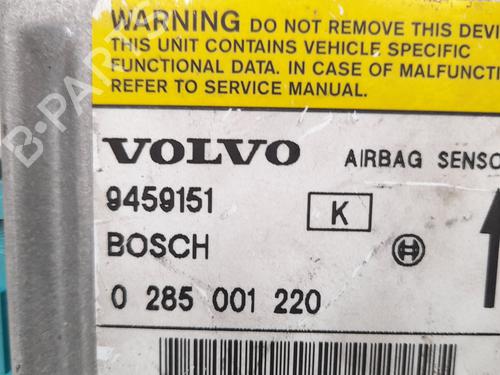 WARNING DO NOT REMOVE THIS DEVI
THIS UNIT CONTAINS VEHICLE SPECIFIC
FUNCTIONAL DATA. IN CASE OF MALFUNCT
REFER TO SERVICE MANUAL.
B-PARTS
VOLVO AIRBAG SENSO
9459151 K
BOSCH
0 285 001 220